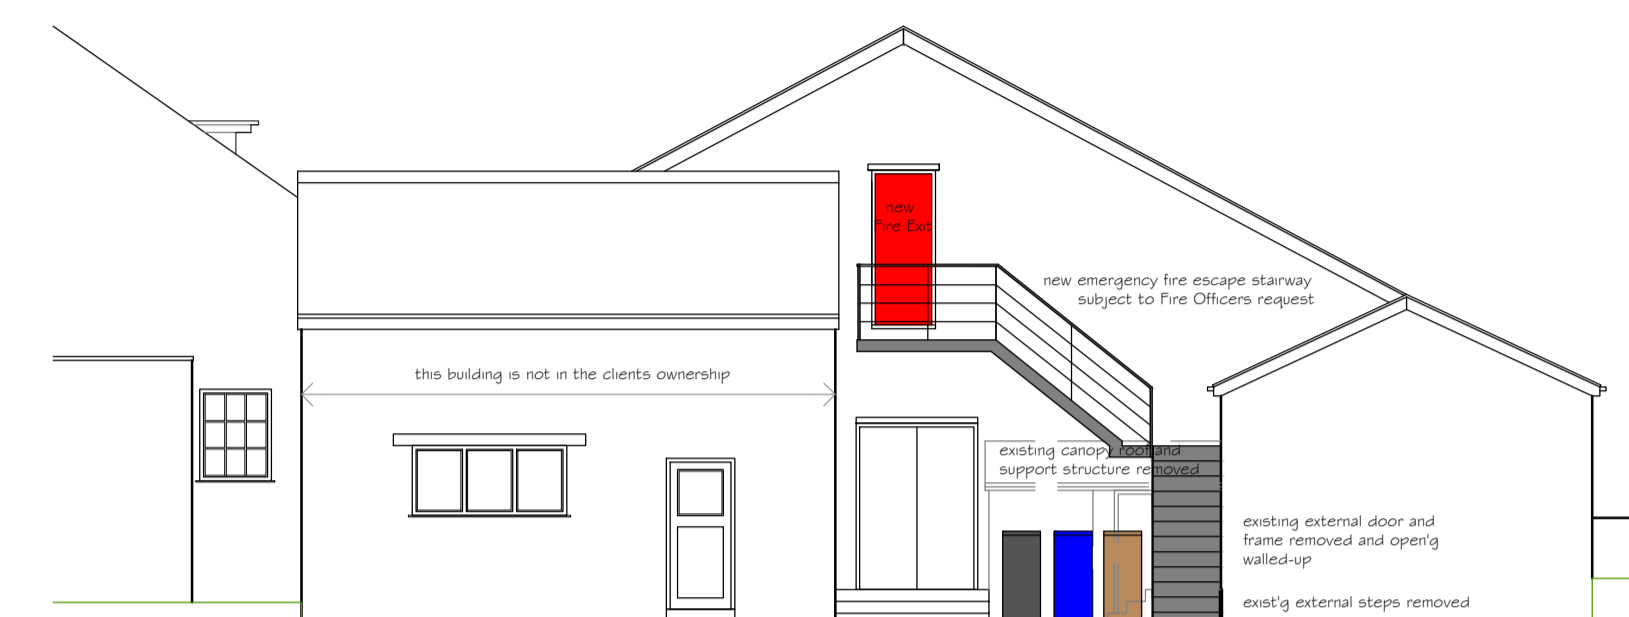 new
Fire Exit
new emergency fire escape stairway
subject to Fire Officers request
this building is not in the clients ownership
existing canopy roof and
support structure removed
existing external door and
frame removed and open'g
walled-up
exist'g external steps removed